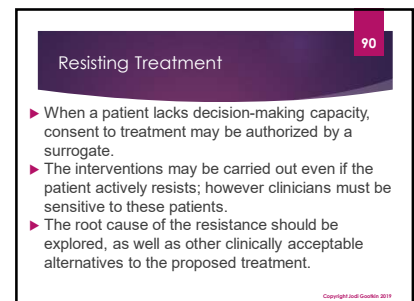 90
Resisting Treatment
When a patient lacks decision-making capacity,
consent to treatment may be authorized by a
surrogate.
The interventions may be carried out even if the
patient actively resists; however clinicians must be
sensitive to these patients.
The root cause of the resistance should be
explored, as well as other clinically acceptable
alternatives to the proposed treatment.
Copyright Jodi Gootkin 2019